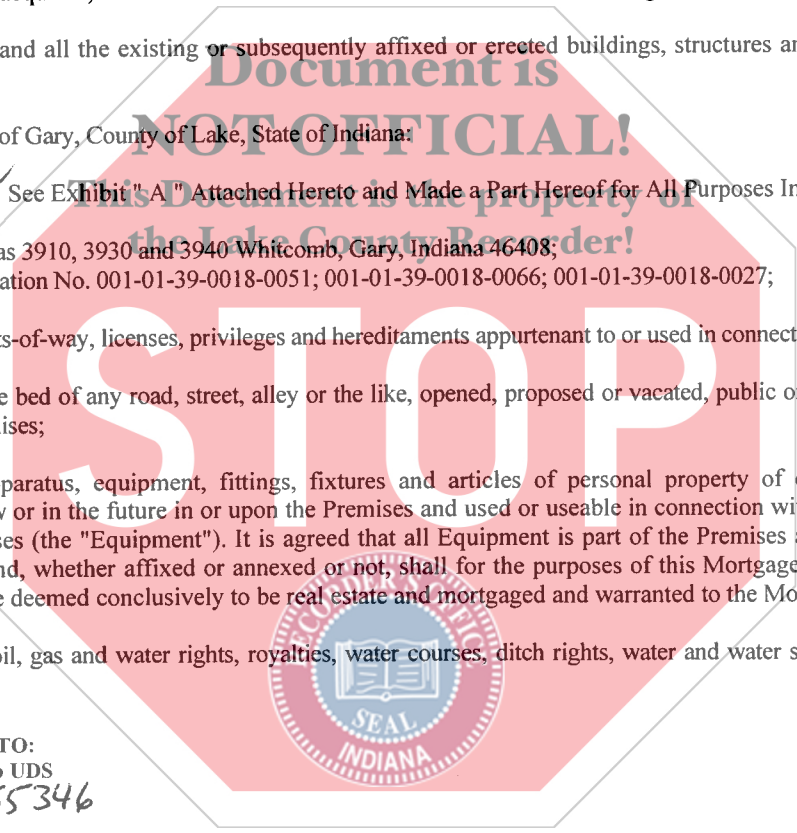 and all the existing or subsequently affixed or erected buildings, structures
Document is
NOT OFFICIAL!
of Gary, County of Lake, State of Indiana:
This Document is the property of
See Exhibit " A " Attached Hereto and Made a Part Hereof for All Purposes In
the Lake County Recorder!
as 3910, 3930 and 3940 Whitcomb, Gary, Indiana 46408;
ation No. 001-01-39-0018-0051; 001-01-39-0018-0066; 001-01-39-0018-0027;
ts-of-way, licenses, privileges and hereditaments appurtenant to or used in connect
e bed of any road, street, alley or the like, opened, proposed or vacated, public o
ises;
STOP
paratus, equipment, fittings, fixtures and articles of personal property of
or in the future in or upon the Premises and used or useable in connection wi
ses (the "Equipment"). It is agreed that all Equipment is part of the Premises
nd, whether affixed or annexed or not, shall for the purposes of this Mortgage
e deemed conclusively to be real estate and mortgaged and warranted to the Mo
RECORDER'S OFFIC
oil, gas and water rights, royalties, water courses, ditch rights, water and water s
SEAL
INDIANA
TO:
UDS
55346